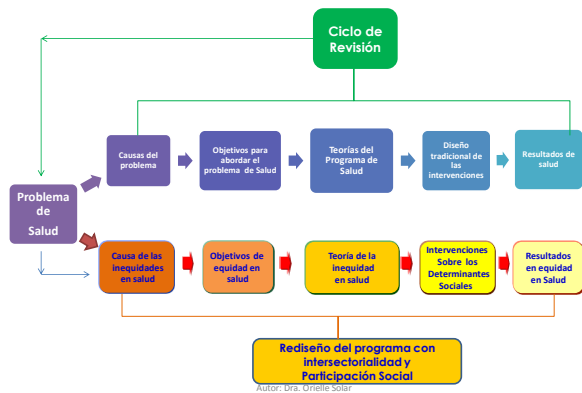 Ciclo de
Revisión
Causas del
problema
Objetivos para
abordar el
problema de Salud
Teorías del
Programa de
Salud
Diseño
tradicional de
las
intervenciones
Resultados de
salud
Problema
de
Salud
Causa de las
inequidades
en salud
Objetivos de
equidad en
salud
Teoría de la
inequidad
en salud
Intervenciones
Sobre los
Determinantes
Sociales
Resultados
en equidad
en Salud
Rediseño del programa con
intersectorialidad y
Participación Social
Autor: Dra. Orielle Solar